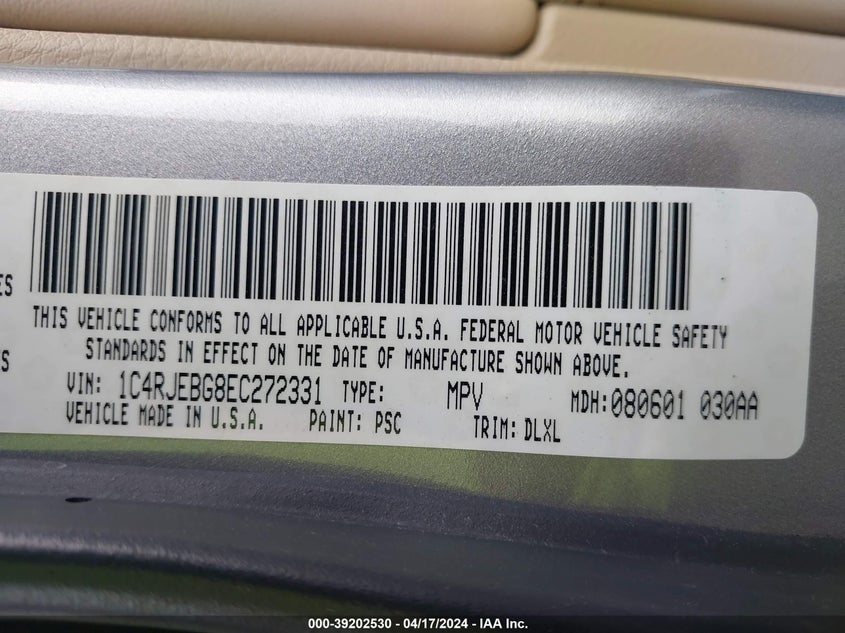 ES
THIS VEHICLE CONFORMS TO ALL APPLICABLE U.S.A. FEDERAL MOTOR VEHICLE SAFETY
ES STANDARDS IN EFFECT ON THE DATE OF MANUFACTURE SHOWN ABOVE.
VIN: 1C4RJEBG8EC272331 TYPE: MPV MDH:080601 030AA
VEHICLE MADE IN U.S.A. PAINT: PSC TRIM: DLXL
000-39202530 - 04/17/2024 - IAA Inc.